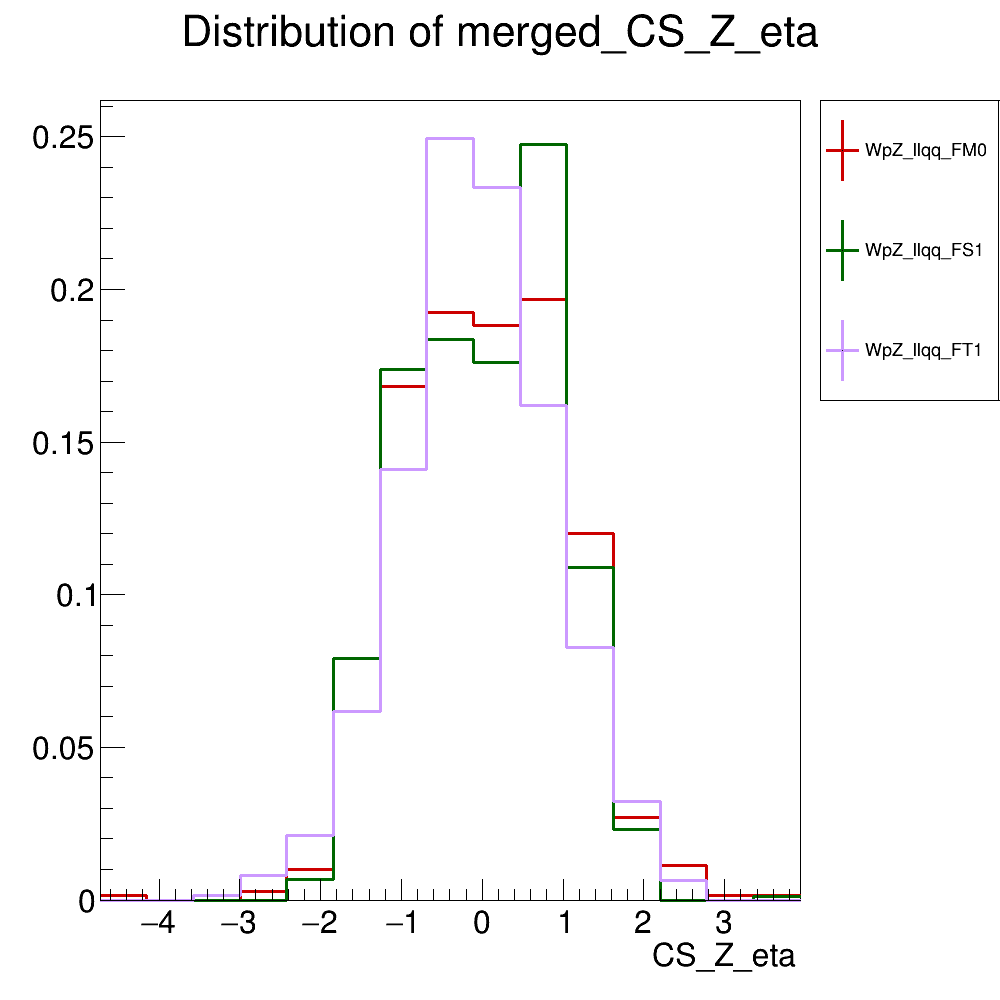 Distribution of merged_CS_Z_eta
0.25
0.2
0.15
0.1
0.05
0
−4 −3 −2 −1 0 1 2 3
CS_Z_eta
WpZ_llqq_FM0
WpZ_llqq_FS1
WpZ_llqq_FT1